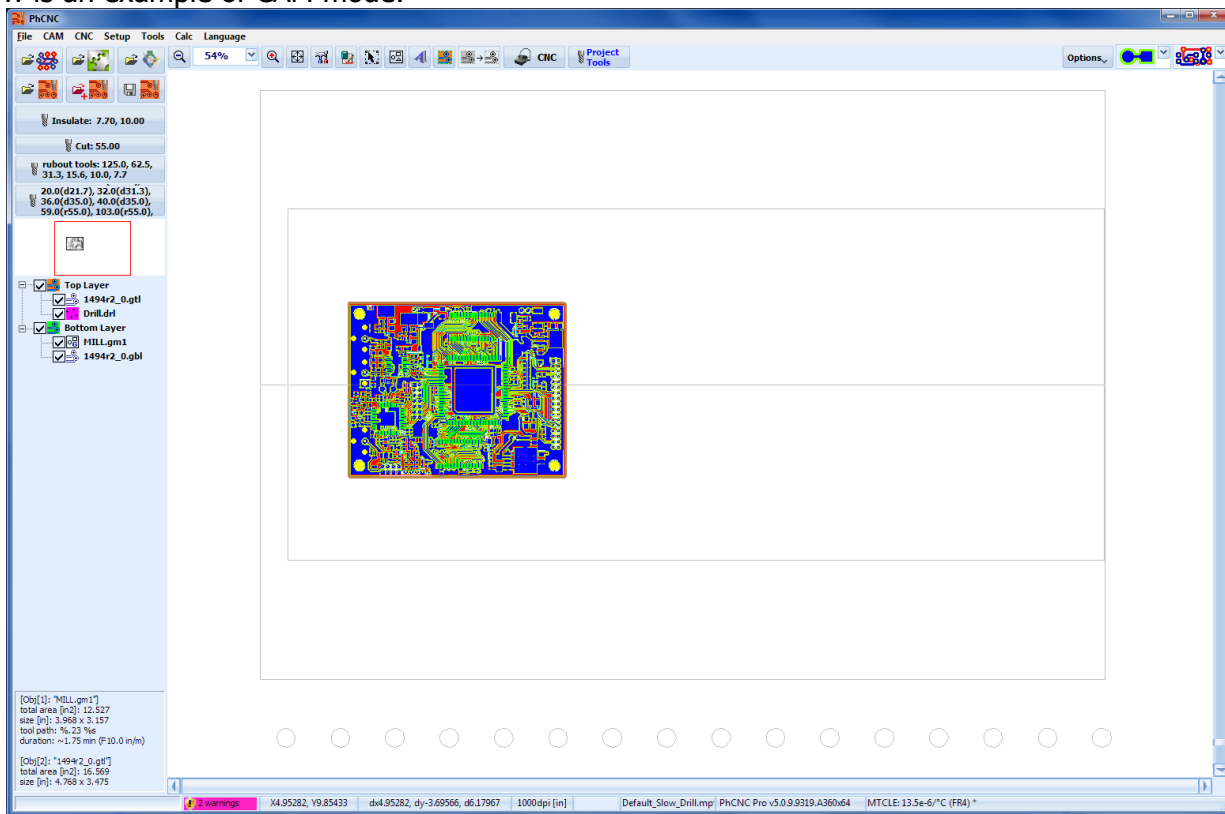 PhCNC
File CAM CNC Setup Tools Calc Language
54%
CNC
Project
Tools
Options
Insulate: 7.70, 10.00
Cut: 55.00
rubout tools: 125.0, 62.5,
31.3, 15.6, 10.0, 7.7
20.0(d21.7), 32.0(d31.3),
36.0(d35.0), 40.0(d35.0),
59.0(r55.0), 103.0(r55.0),
Top Layer
1494r2_0.gtl
Drill.drl
Bottom Layer
MILL.gm1
1494r2_0.gbl
[Obj[1]: "MILL.gm1"]
total area [in2]: 12.527
size [in]: 3.968 x 3.157
tool path: %.23 %s
duration: ~1.75 min (F10.0 in/m)
[Obj[2]: "1494r2_0.gtl"]
total area [in2]: 16.569
size [in]: 4.768 x 3.475
2 warnings X4.95282, Y9.85433 dx4.95282, dy-3.69566, d6.17967 1000dpi [in] Default_Slow_Drill.mp PhCNC Pro v5.0.9.9319.A360x64 MTCLE: 13.5e-6/°C (FR4) *